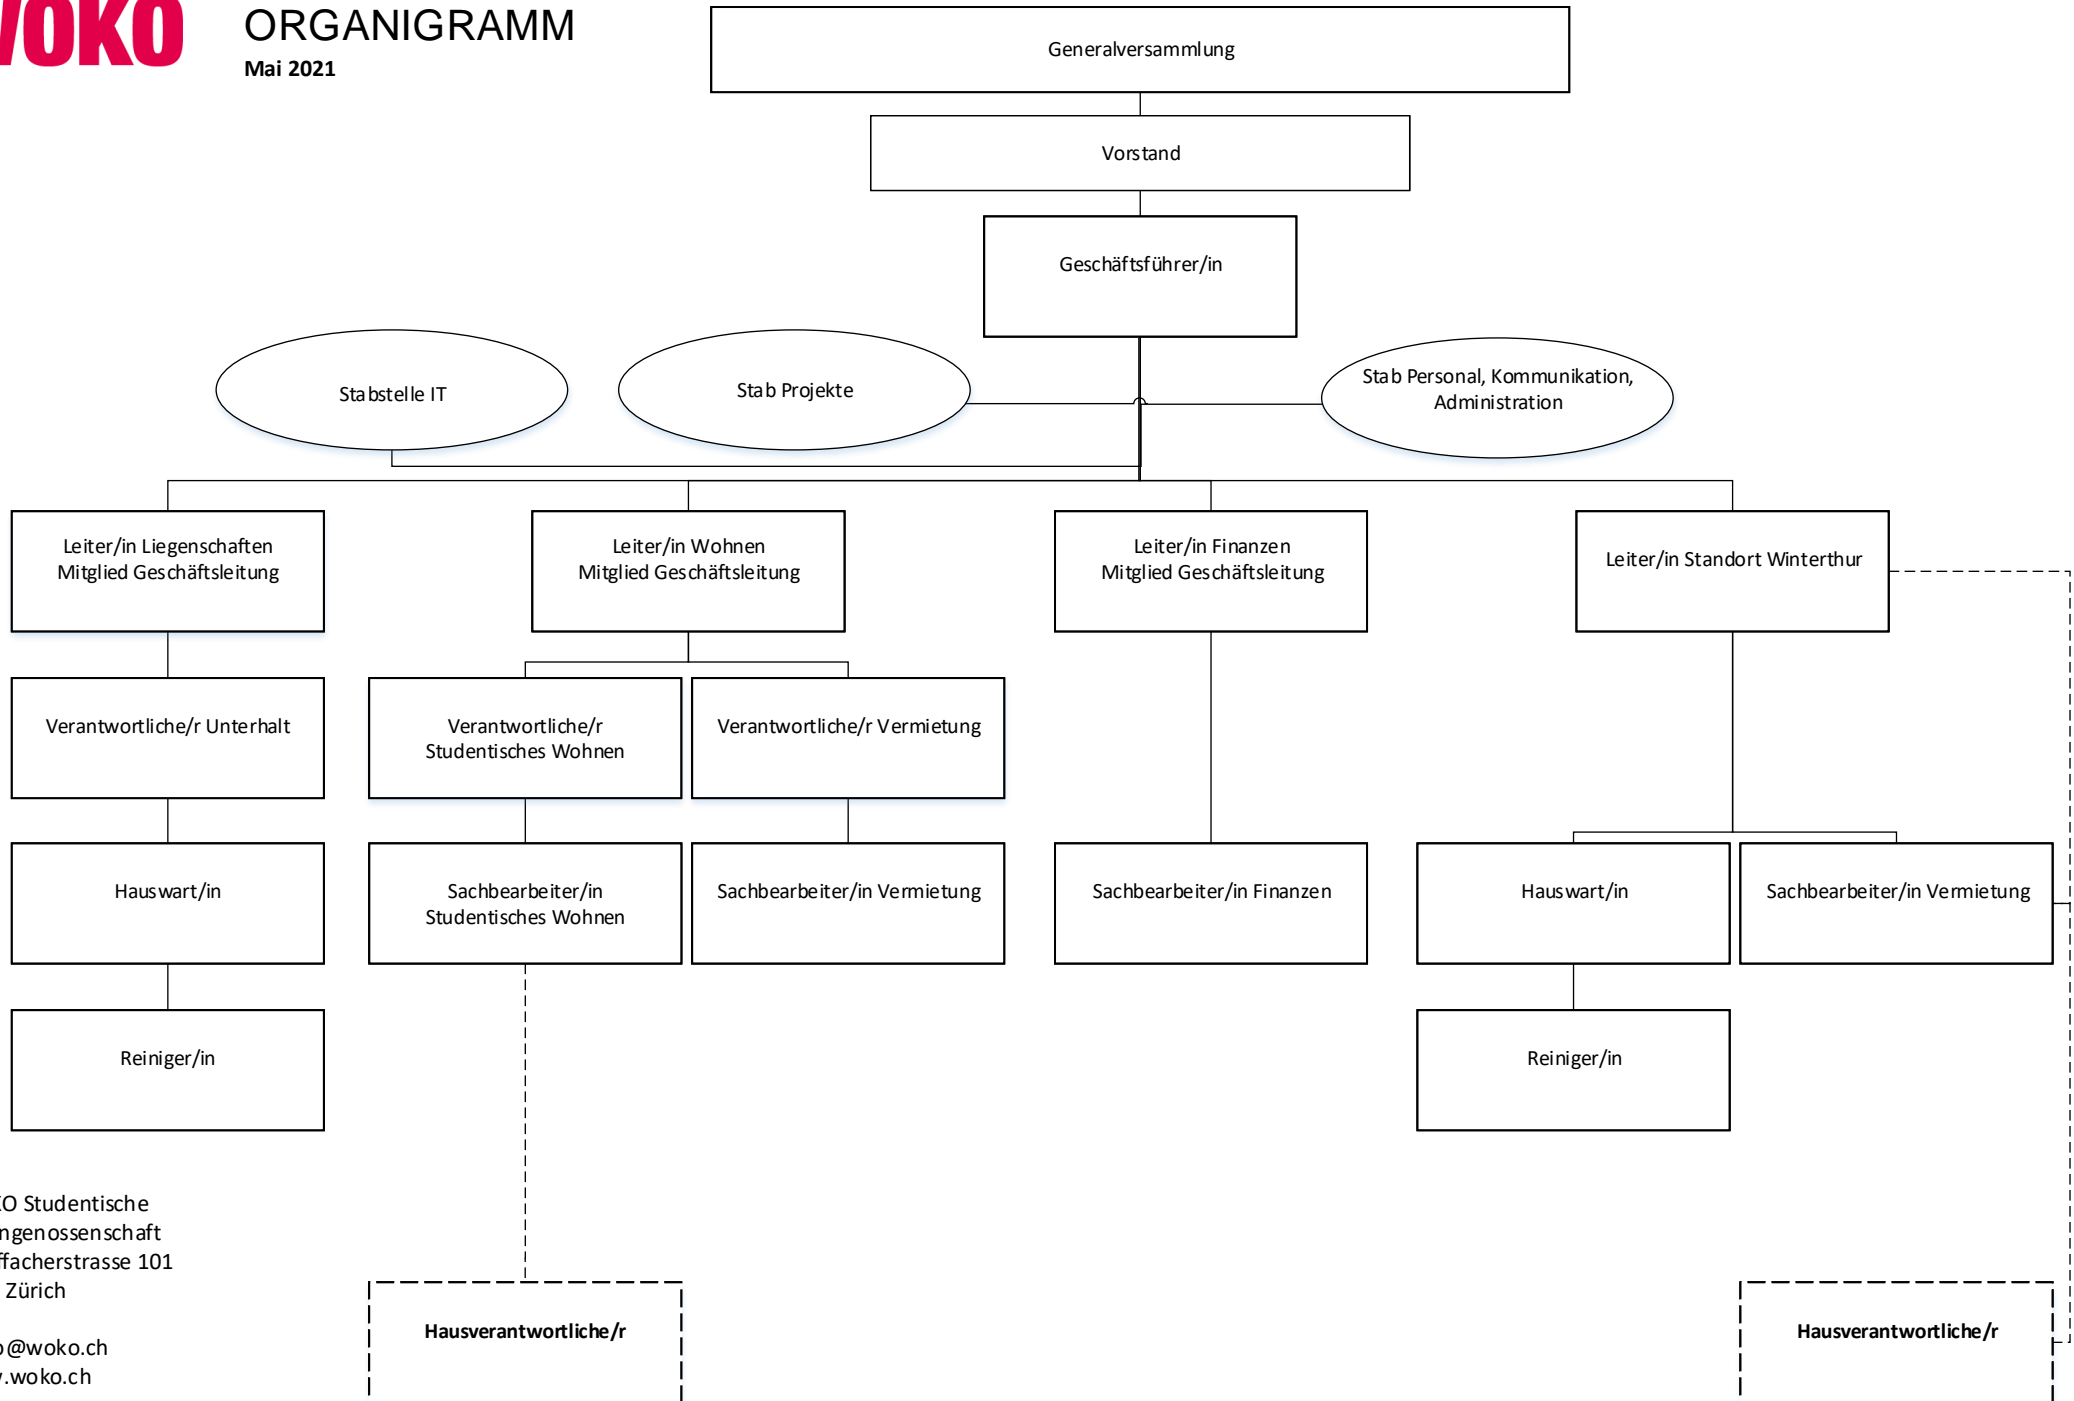 ORGANIGRAMM
Mai 2021
Generalversammlung
Vorstand
Geschäftsführer/in
Stabstelle IT
Stab Projekte
Stab Personal, Kommunikation,
Administration
Leiter/in Liegenschaften
Mitglied Geschäftsleitung
Leiter/in Wohnen
Mitglied Geschäftsleitung
Leiter/in Finanzen
Mitglied Geschäftsleitung
Leiter/in Standort Winterthur
Verantwortliche/r Unterhalt
Verantwortliche/r
Studentisches Wohnen
Verantwortliche/r Vermietung
Hauswart/in
Sachbearbeiter/in
Studentisches Wohnen
Sachbearbeiter/in Vermietung
Sachbearbeiter/in Finanzen
Hauswart/in
Sachbearbeiter/in Vermietung
Reiniger/in
Reiniger/in
Studentische
101
Zürich
Hausverantwortliche/r
Hausverantwortliche/r